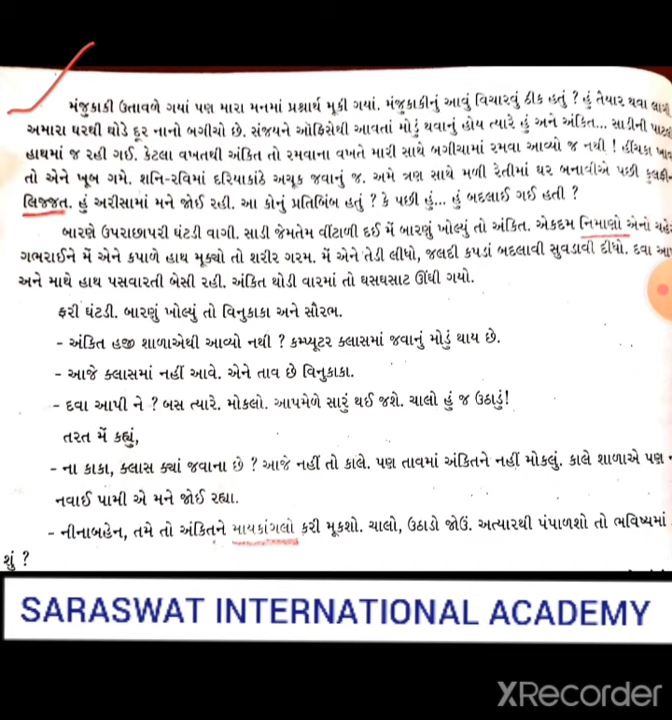 મંજુકાકી ઉતાવળે ગયાં પણ મારા મનમાં પ્રશ્નાર્થ મૂકી ગયાં. મંજુકાકીનું આવું વિચારવું ઠીક હતું ? હું તૈયાર થવા લાગી
અમારા ઘરથી થોડે દૂર નાનો બગીચો છે. સંજયને ઓફિસેથી આવતાં મોડું થવાનું હોય ત્યારે હું અને અંકિત... સાડીની
હાથમાં જ રહી ગઈ. કેટલા વખતથી અંકિત તો રમવાના વખતે મારી સાથે બગીચામાં રમવા આવ્યો જ નથી ! હીંચકા
તો એને ખૂબ ગમે. શનિ-રવિમાં દરિયાકાંઠે અચૂક જવાનું જ. અમે ત્રણ સાથે મળી રેતીમાં ઘર બનાવીએ પછી
લિજ્જત. હું અરીસામાં મને જોઈ રહી. આ કોનું પ્રતિબિંબ હતું ? કે પછી હું... હું બદલાઈ ગઈ હતી ?
બારણે ઉપરાછાપરી ઘંટડી વાગી. સાડી જેમતેમ વીંટાળી દઈ મેં બારણું ખોલ્યું તો અંકિત. એકદમ નિમાણો એનો
ગભરાઈને મેં એને કપાળે હાથ મૂક્યો તો શરીર ગરમ. મેં એને તેડી લીધો, જલદી કપડાં બદલાવી સુવડાવી દીધો. દવા
અને માથે હાથ પસવારતી બેસી રહી. અંકિત થોડી વારમાં તો ઘસઘસાટ ઊંઘી ગયો.
ફરી ઘંટડી. બારણું ખોલ્યું તો વિનુકાકા અને સૌરભ.
- અંકિત હજી શાળાએથી આવ્યો નથી ? કમ્પ્યૂટર ક્લાસમાં જવાનું મોડું થાય છે.
- આજે ક્લાસમાં નહીં આવે. એને તાવ છે વિનુકાકા.
- દવા આપી ને ? બસ ત્યારે. મોકલો. આપમેળે સારું થઈ જશે. ચાલો હું જ ઉઠાડું!
તરત મેં કહ્યું,
- ના કાકા, ક્લાસ ક્યાં જવાના છે ? આજે નહીં તો કાલે. પણ તાવમાં અંકિતને નહીં મોકલું. કાલે શાળાએ પણ
નવાઈ પામી એ મને જોઈ રહ્યા.
- નીનાબહેન, તમે તો અંકિતને માયકાંગલો કરી મૂકશો. ચાલો, ઉઠાડો જોઉં. અત્યારથી પંપાળશો તો ભવિષ્યમાં
શું ?
SARASWAT INTERNATIONAL ACADEMY
XRecorder